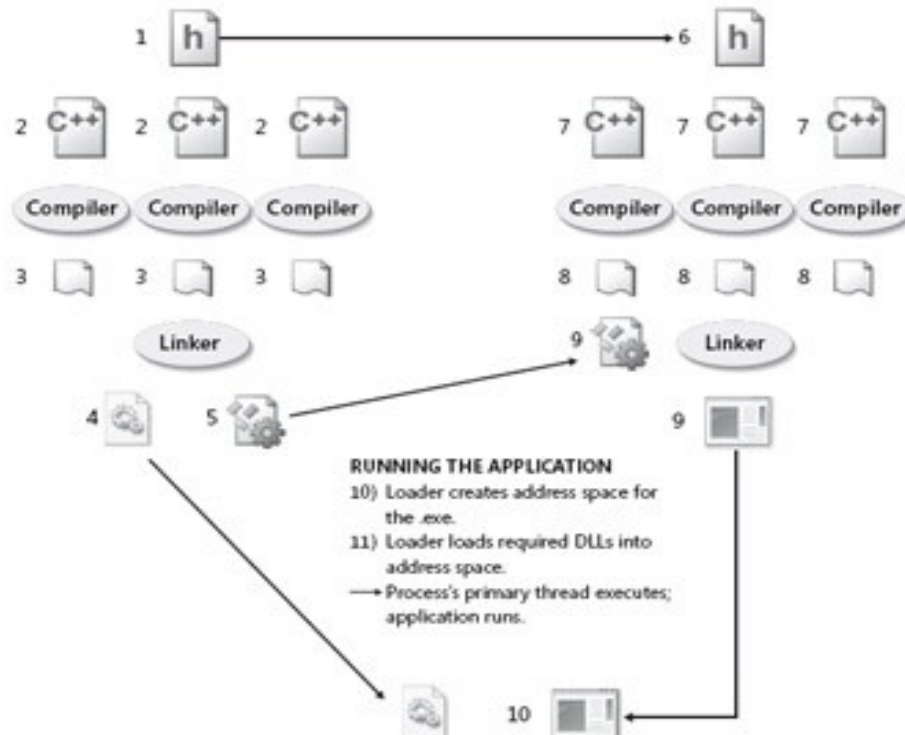 1 h 6 h
2 C++ 2 C++ 2 C++ 7 C++ 7 C++ 7 C++
Compiler Compiler Compiler Compiler Compiler Compiler
3 3 3 8 8 8
Linker 9 Linker
4 5 9
RUNNING THE APPLICATION
10) Loader creates address space for
the .exe.
11) Loader loads required DLLs into
address space.
→ Process's primary thread executes;
application runs.
10